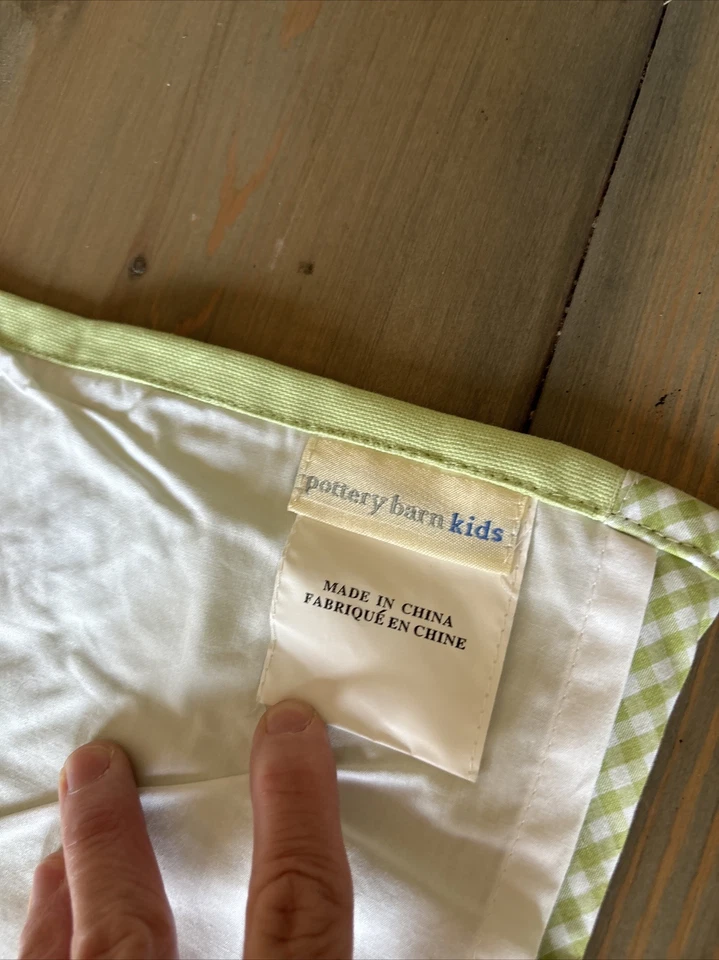 pottery barn kids
MADE IN CHINA
FABRIQUÉ EN CHINE